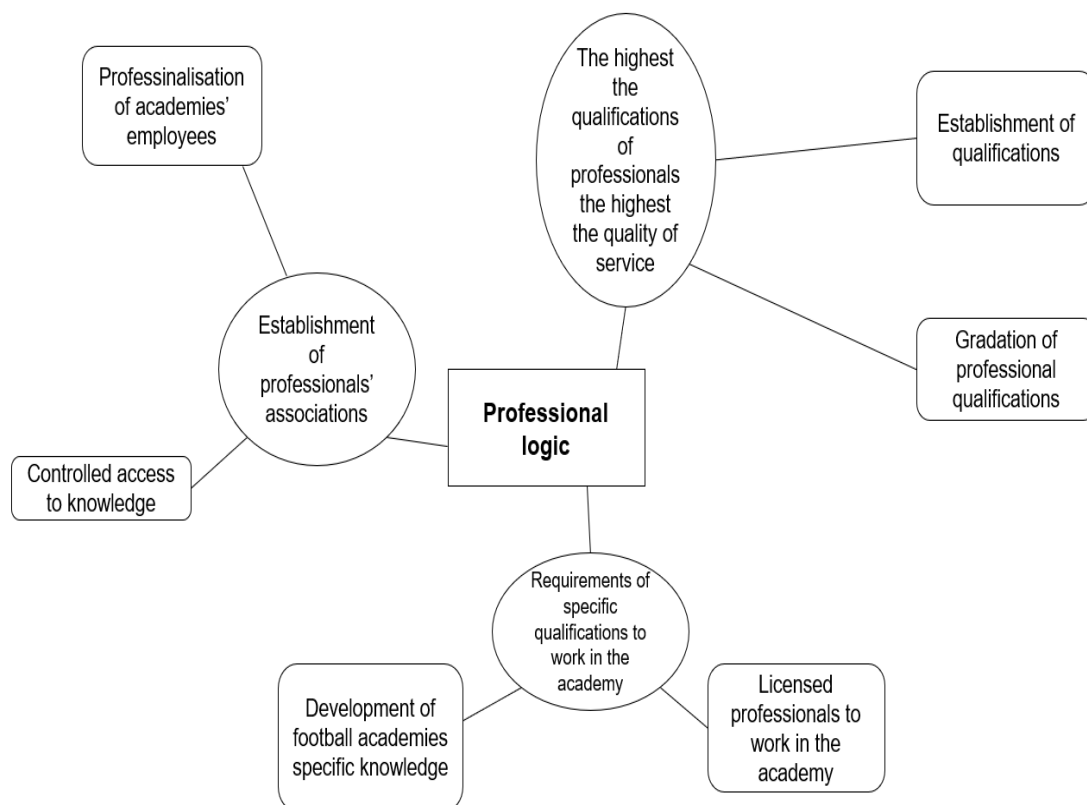 Professinalisation
of academies’
employees
The highest
the
qualifications
of
professionals
the highest
the quality of
service
Establishment of
qualifications
Establishment
of
professionals’
associations
Gradation of
professional
qualifications
Professional
logic
Controlled access
to knowledge
Requirements of
specific
qualifications to
work in the
academy
Development of
football academies
specific knowledge
Licensed
professionals to
work in the
academy